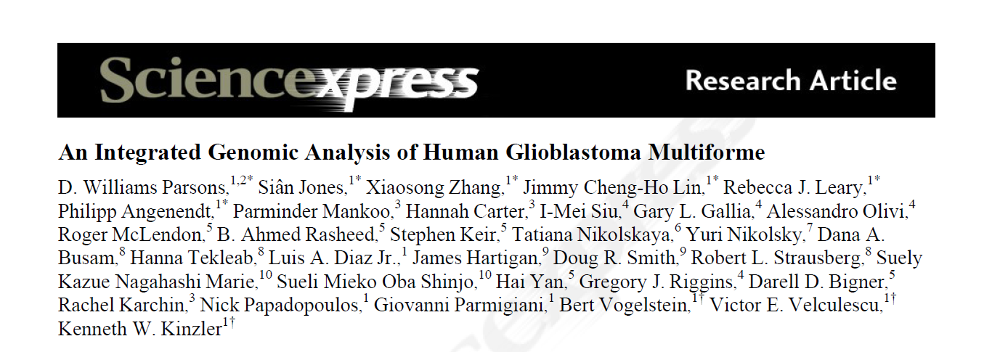 Sciencexpress
Research Article
An Integrated Genomic Analysis of Human Glioblastoma Multiforme
D. Williams Parsons,1,2* Siân Jones,1* Xiaosong Zhang,1* Jimmy Cheng-Ho Lin,1* Rebecca J. Leary,1*
Philipp Angenendt,1* Parminder Mankoo,3 Hannah Carter,3 I-Mei Siu,4 Gary L. Gallia,4 Alessandro Olivi,4
Roger McLendon,5 B. Ahmed Rasheed,5 Stephen Keir,5 Tatiana Nikolskaya,6 Yuri Nikolsky,7 Dana A.
Busam,8 Hanna Tekleab,8 Luis A. Diaz Jr.,1 James Hartigan,9 Doug R. Smith,9 Robert L. Strausberg,8 Suely
Kazue Nagahashi Marie,10 Sueli Mieko Oba Shinjo,10 Hai Yan,5 Gregory J. Riggins,4 Darell D. Bigner,5
Rachel Karchin,3 Nick Papadopoulos,1 Giovanni Parmigiani,1 Bert Vogelstein,1† Victor E. Velculescu,1†
Kenneth W. Kinzler1†